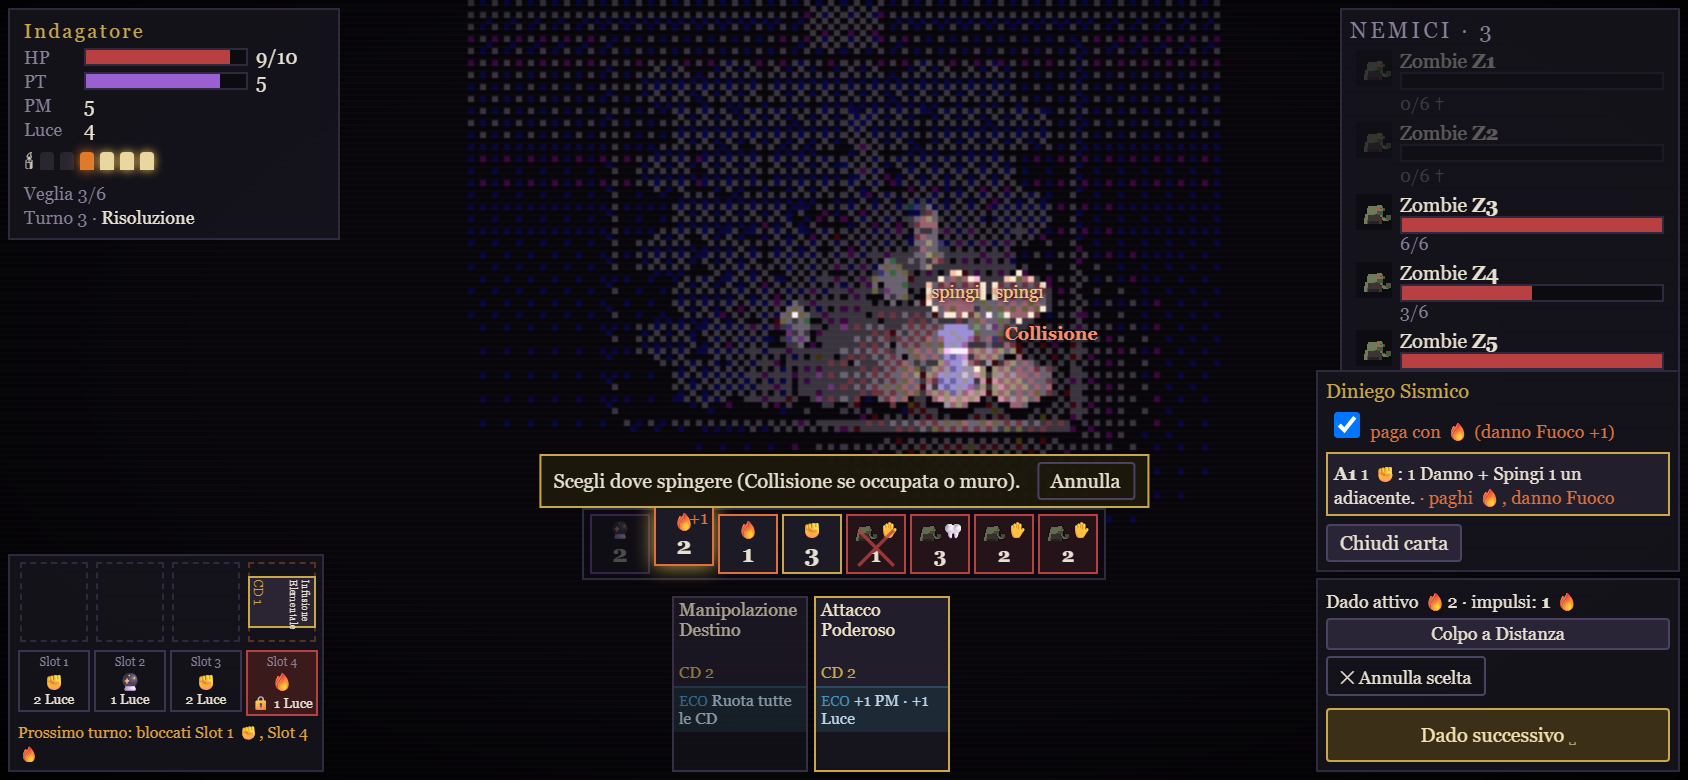 Indagatore
HP 9/10
PT 5
PM 5
Luce 4
Veglia 3/6
Turno 3 · Risoluzione
NEMICI · 3
Zombie Z1
0/6 †
Zombie Z2
0/6 †
Zombie Z3
6/6
Zombie Z4
3/6
Zombie Z5
spingi spingi
Collisione
Diniego Sismico
paga con 🔥 (danno Fuoco +1)
A1 1 ✊ : 1 Danno + Spingi 1 un
adiacente. · paghi 🔥, danno Fuoco
Chiudi carta
Scegli dove spingere (Collisione se occupata o muro). Annulla
+1
2 2 1 3 1 3 2 2
Infusione
Elementale
CD 1
Slot 1 Slot 2 Slot 3 Slot 4
2 Luce 1 Luce 2 Luce 1 Luce
Prossimo turno: bloccati Slot 1 ✊, Slot 4
🔥
Manipolazione
Destino
CD 2
ECO Ruota tutte
le CD
Attacco
Poderoso
CD 2
ECO +1 PM · +1
Luce
Dado attivo 🔥 2 · impulsi: 1 🔥
Colpo a Distanza
✕ Annulla scelta
Dado successivo ␣